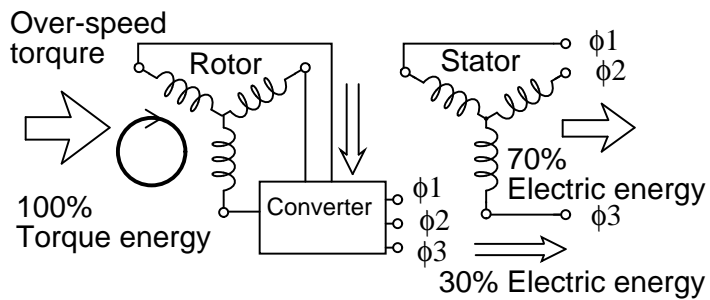 Over-speed
torqure
Rotor
Stator
ϕ1
ϕ2
70%
Electric energy
ϕ3
100%
Torque energy
Converter
ϕ1
ϕ2
ϕ3
30% Electric energy